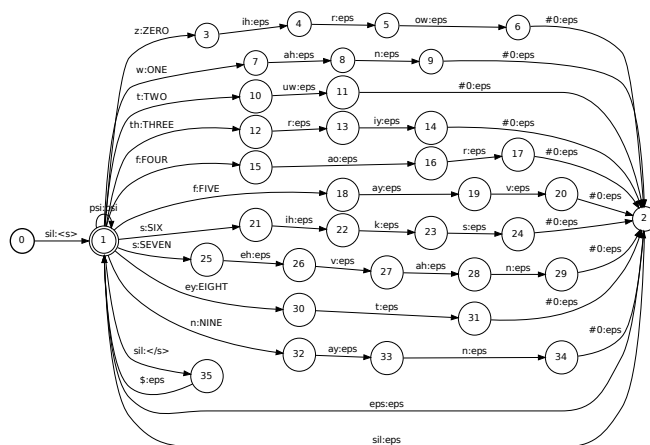 z:ZERO 3 ih:eps 4 r:eps 5 ow:eps 6 #0:eps
w:ONE 7 ah:eps 8 n:eps 9 #0:eps
t:TWO 10 uw:eps 11 #0:eps
th:THREE 12 r:eps 13 iy:eps 14 #0:eps
f:FOUR 15 ao:eps 16 r:eps 17 #0:eps
f:FIVE 18 ay:eps 19 v:eps 20 #0:eps
0 sil:<s> 1 2
s:SIX 21 ih:eps 22 k:eps 23 s:eps 24 #0:eps
s:SEVEN 25 eh:eps 26 v:eps 27 ah:eps 28 n:eps 29 #0:eps
ey:EIGHT 30 t:eps 31 #0:eps
n:NINE 32 ay:eps 33 n:eps 34 #0:eps
sil:</s> 35
$:eps
eps:eps
sil:eps